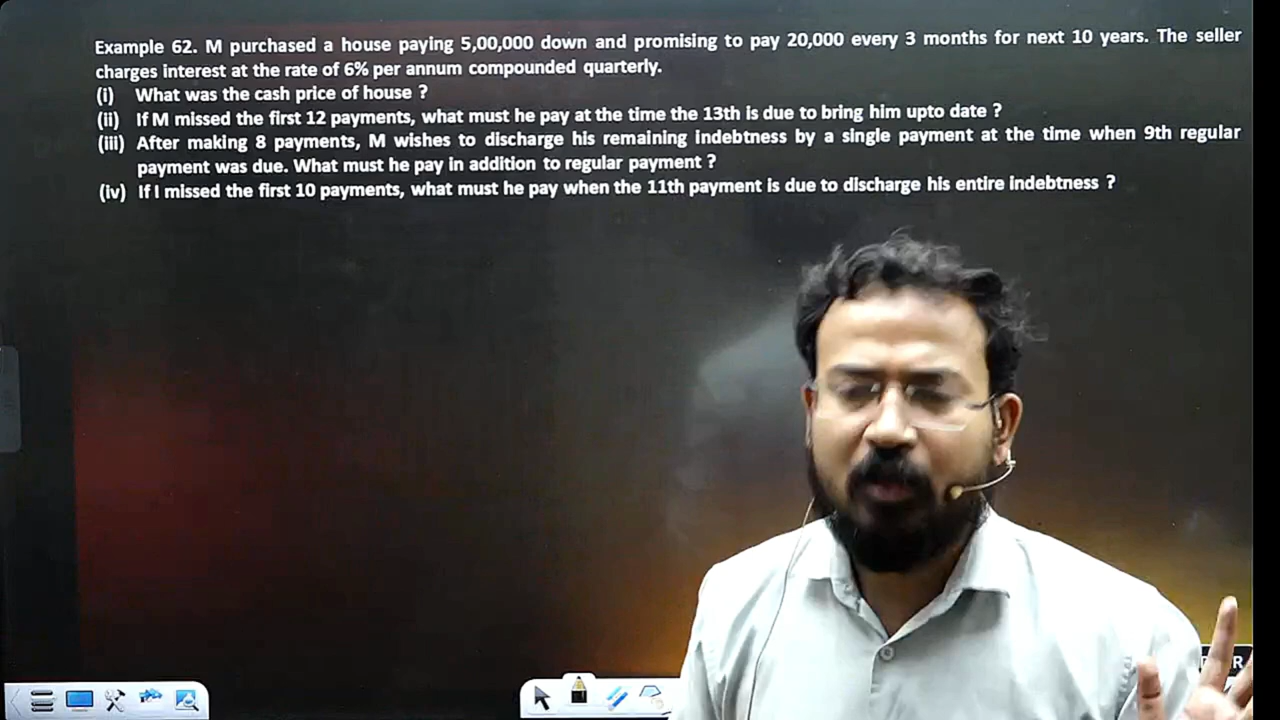 Example 62. M purchased a house paying 5,00,000 down and promising to pay 20,000 every 3 months for next 10 years. The seller
charges interest at the rate of 6% per annum compounded quarterly.
(i) What was the cash price of house ?
(ii) If M missed the first 12 payments, what must he pay at the time the 13th is due to bring him upto date ?
(iii) After making 8 payments, M wishes to discharge his remaining indebtness by a single payment at the time when 9th regular
payment was due. What must he pay in addition to regular payment ?
(iv) If I missed the first 10 payments, what must he pay when the 11th payment is due to discharge his entire indebtness ?